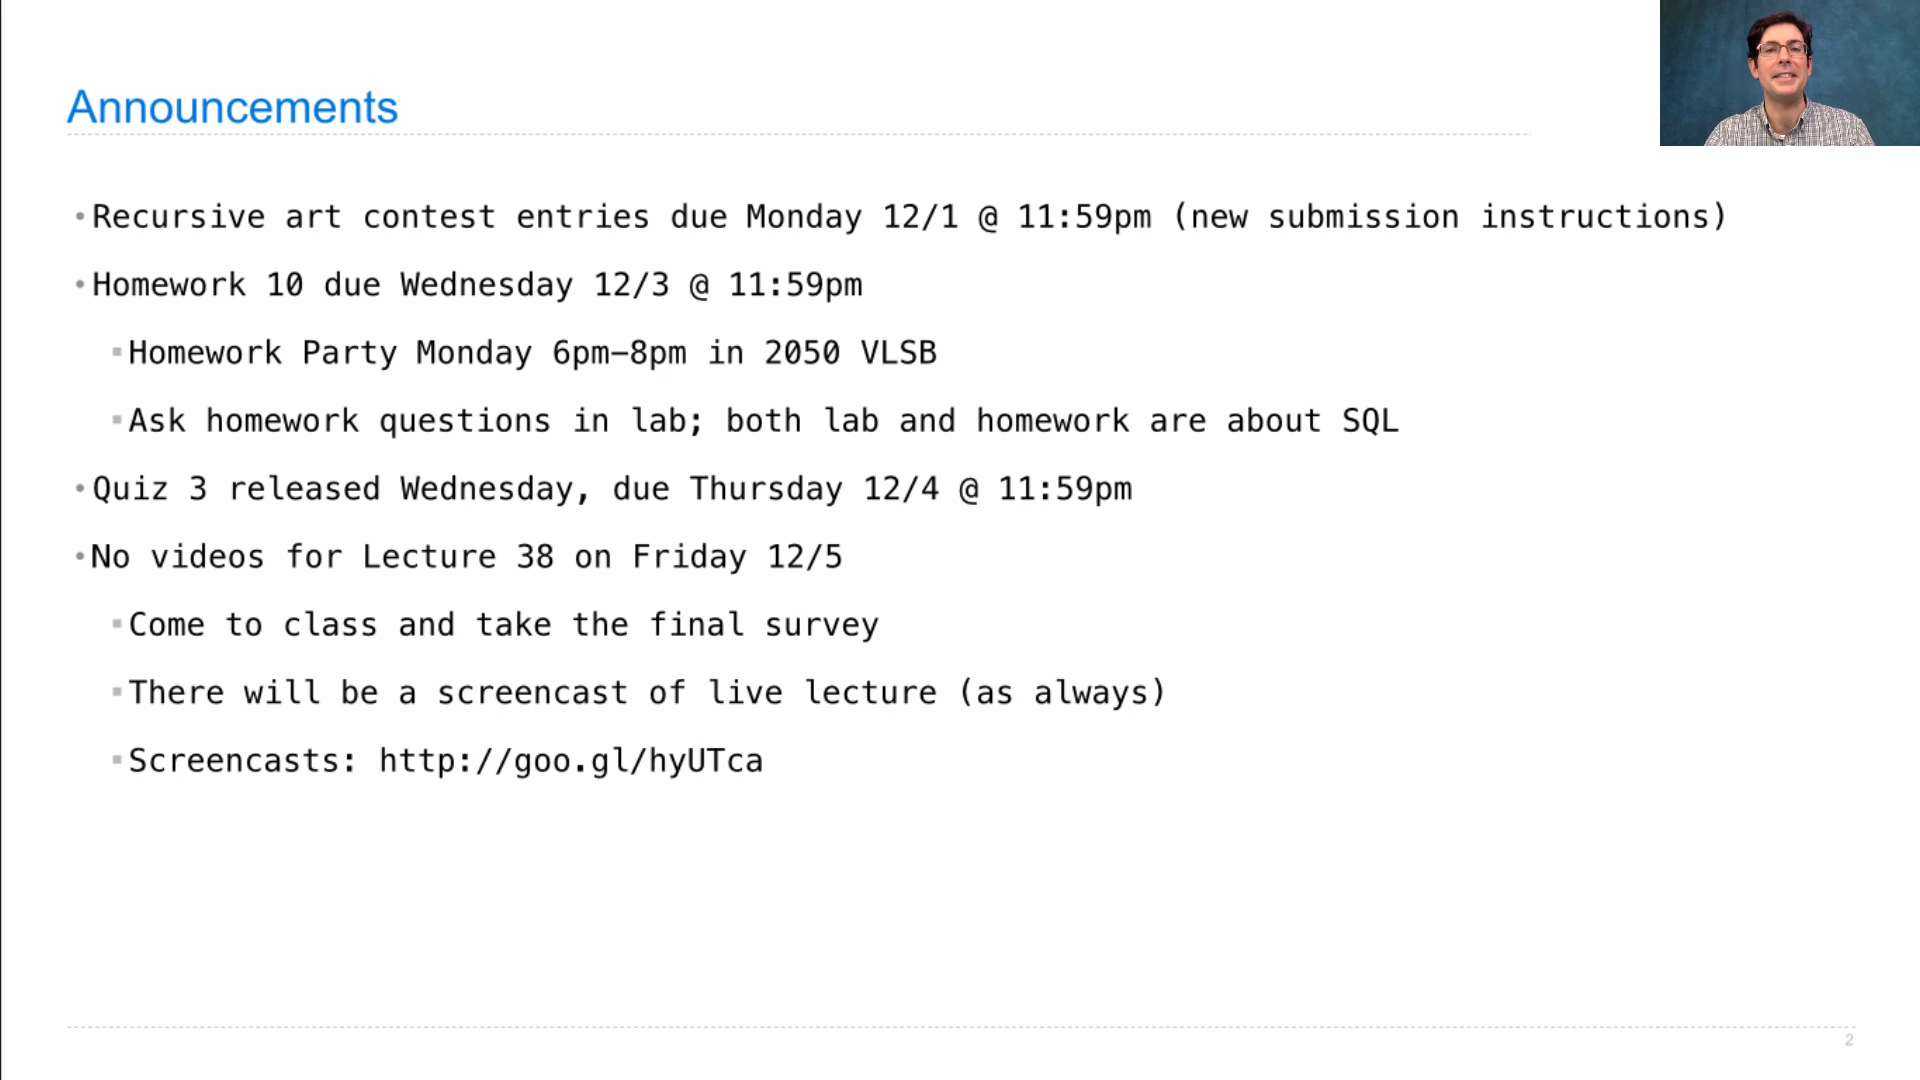 Announcements
•Recursive art contest entries due Monday 12/1 @ 11:59pm (new submission instructions)
•Homework 10 due Wednesday 12/3 @ 11:59pm
▪Homework Party Monday 6pm–8pm in 2050 VLSB
▪Ask homework questions in lab; both lab and homework are about SQL
•Quiz 3 released Wednesday, due Thursday 12/4 @ 11:59pm
•No videos for Lecture 38 on Friday 12/5
▪Come to class and take the final survey
▪There will be a screencast of live lecture (as always)
▪Screencasts: http://goo.gl/hyUTca
2